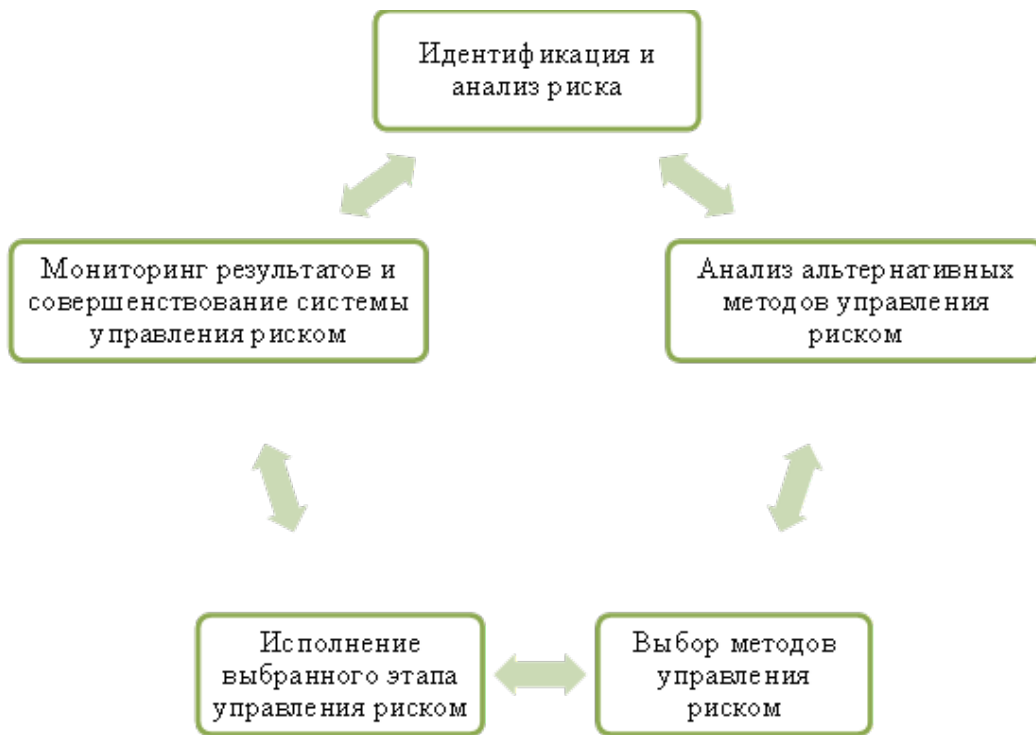 Идентификация и
анализ риска
Мониторинг результатов и
совершенствование системы
управления риском
Анализ альтернативных
методов управления
риском
Исполнение
выбранного этапа
управления риском
Выбор методов
управления
риском